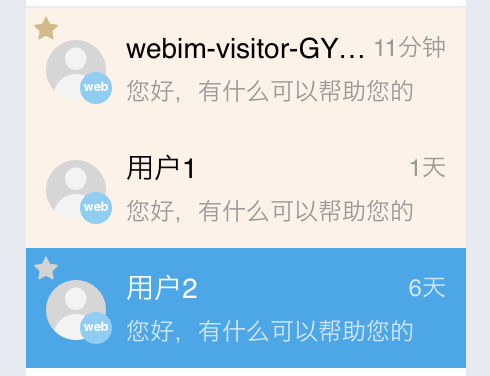 webim-visitor-GY... 11分钟
您好，有什么可以帮助您的
web
用户1 1天
您好，有什么可以帮助您的
web
用户2 6天
您好，有什么可以帮助您的
web